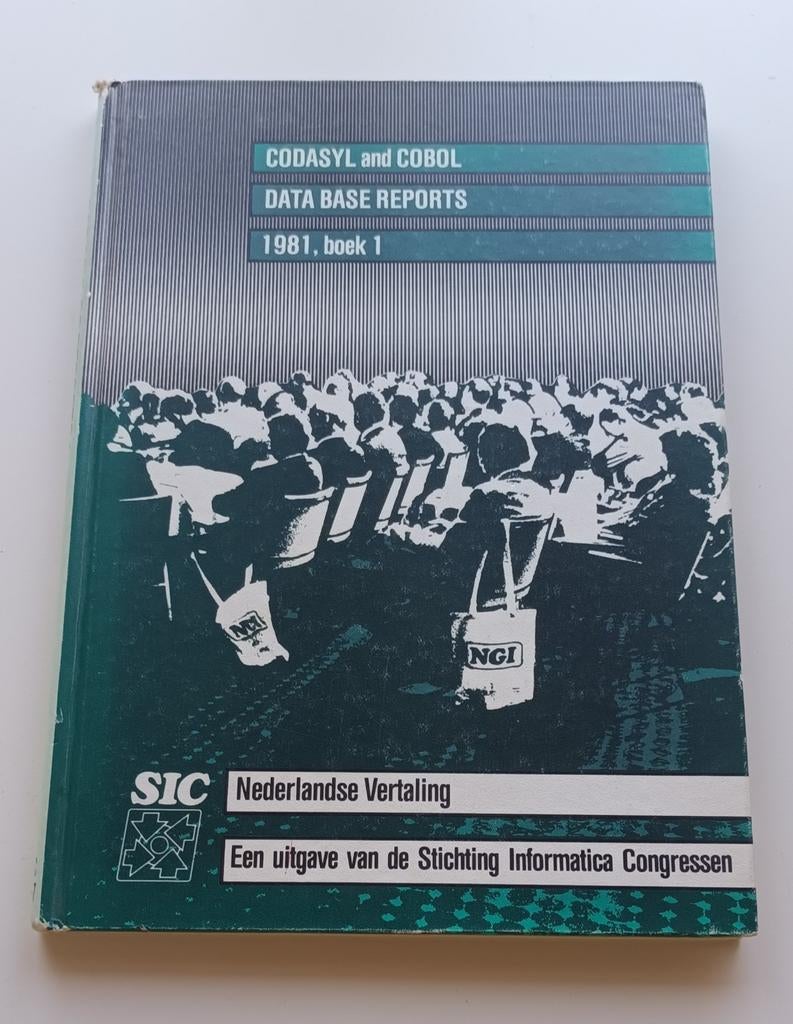 CODASYL and COBOL
DATA BASE REPORTS
1981, boek 1
NGI
NGI
SIC
Nederlandse Vertaling
Een uitgave van de Stichting Informatica Congressen